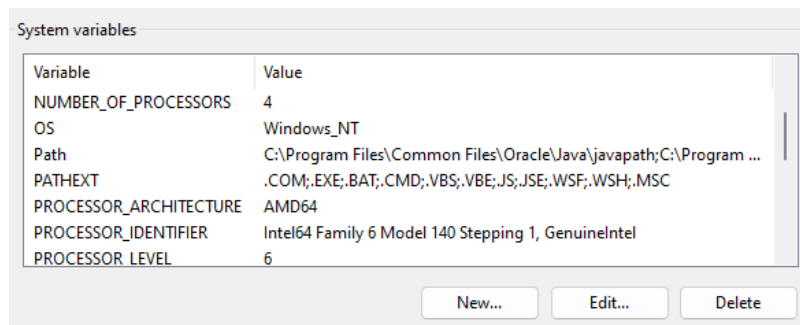 System variables
Variable Value
NUMBER_OF_PROCESSORS 4
OS Windows_NT
Path C:\Program Files\Common Files\Oracle\Java\javapath;C:\Program ...
PATHEXT .COM;.EXE;.BAT;.CMD;.VBS;.VBE;.JS;.JSE;.WSF;.WSH;.MSC
PROCESSOR_ARCHITECTURE AMD64
PROCESSOR_IDENTIFIER Intel64 Family 6 Model 140 Stepping 1, GenuineIntel
PROCESSOR_LEVEL 6
New... Edit... Delete